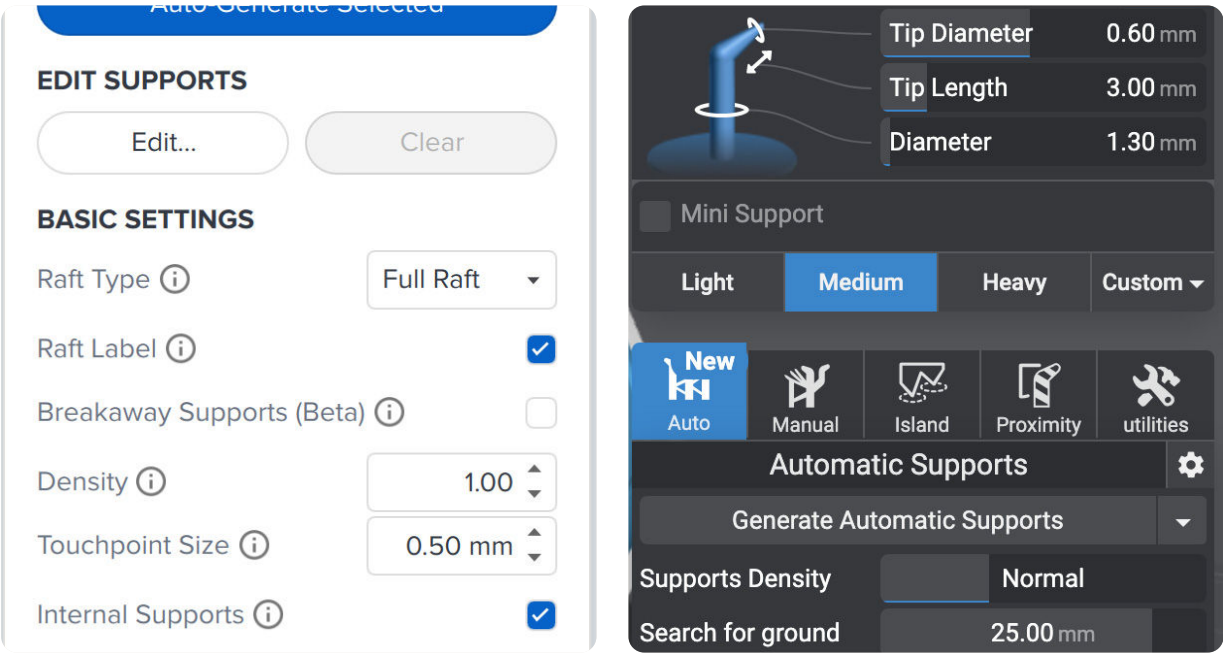 Auto-Generate Selected
EDIT SUPPORTS
Edit...
Clear
BASIC SETTINGS
Raft Type
Full Raft
Raft Label
Breakaway Supports (Beta)
Density
1.00
Touchpoint Size
0.50 mm
Internal Supports
Tip Diameter
0.60 mm
Tip Length
3.00 mm
Diameter
1.30 mm
Mini Support
Light
Medium
Heavy
Custom
New
Auto
Manual
Island
Proximity
utilities
Automatic Supports
Generate Automatic Supports
Supports Density
Normal
Search for ground
25.00 mm